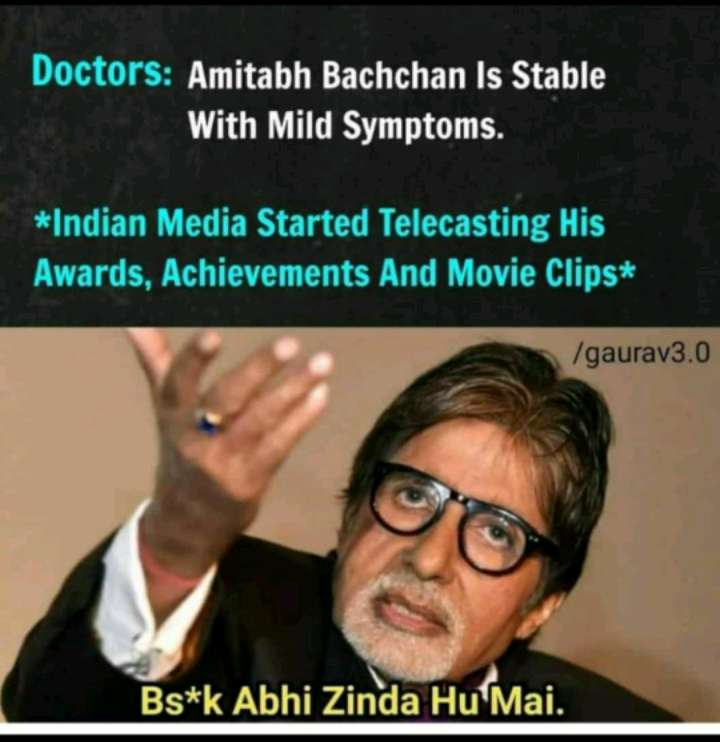 Doctors: Amitabh Bachchan Is Stable
With Mild Symptoms.
*Indian Media Started Telecasting His
Awards, Achievements And Movie Clips*
/gaurav3.0
Bs*k Abhi Zinda Hu Mai.